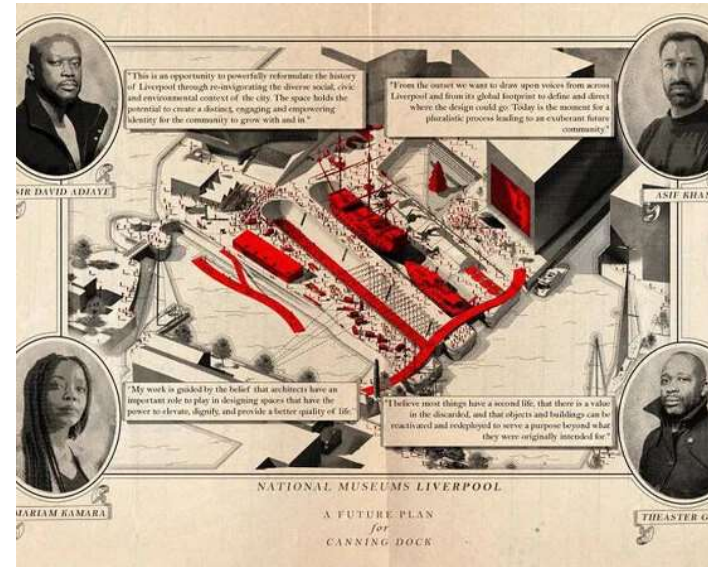 "This is an opportunity to powerfully reformulate the history
of Liverpool through re-invigorating the diverse social, civic
and environmental context of the city. The space holds the
potential to create a distinct, engaging and empowering
identity for the community to grow with and in."
"From the outset we want to draw upon voices from across
Liverpool and from its global footprint to define and direct
where the design could go. Today is the moment for a
pluralistic process leading to an exuberant future
community."
SIR DAVID ADJAYE
ASIF KHAN
"My work is guided by the belief that architects have an
important role to play in designing spaces that have the
power to elevate, dignify, and provide a better quality of life."
"I believe most things have a second life, that there is a value
in the discarded, and that objects and buildings can be
reactivated and redeployed to serve a purpose beyond what
they were originally intended for."
MARIAM KAMARA
THEASTER G
NATIONAL MUSEUMS LIVERPOOL
A FUTURE PLAN
for
CANNING DOCK